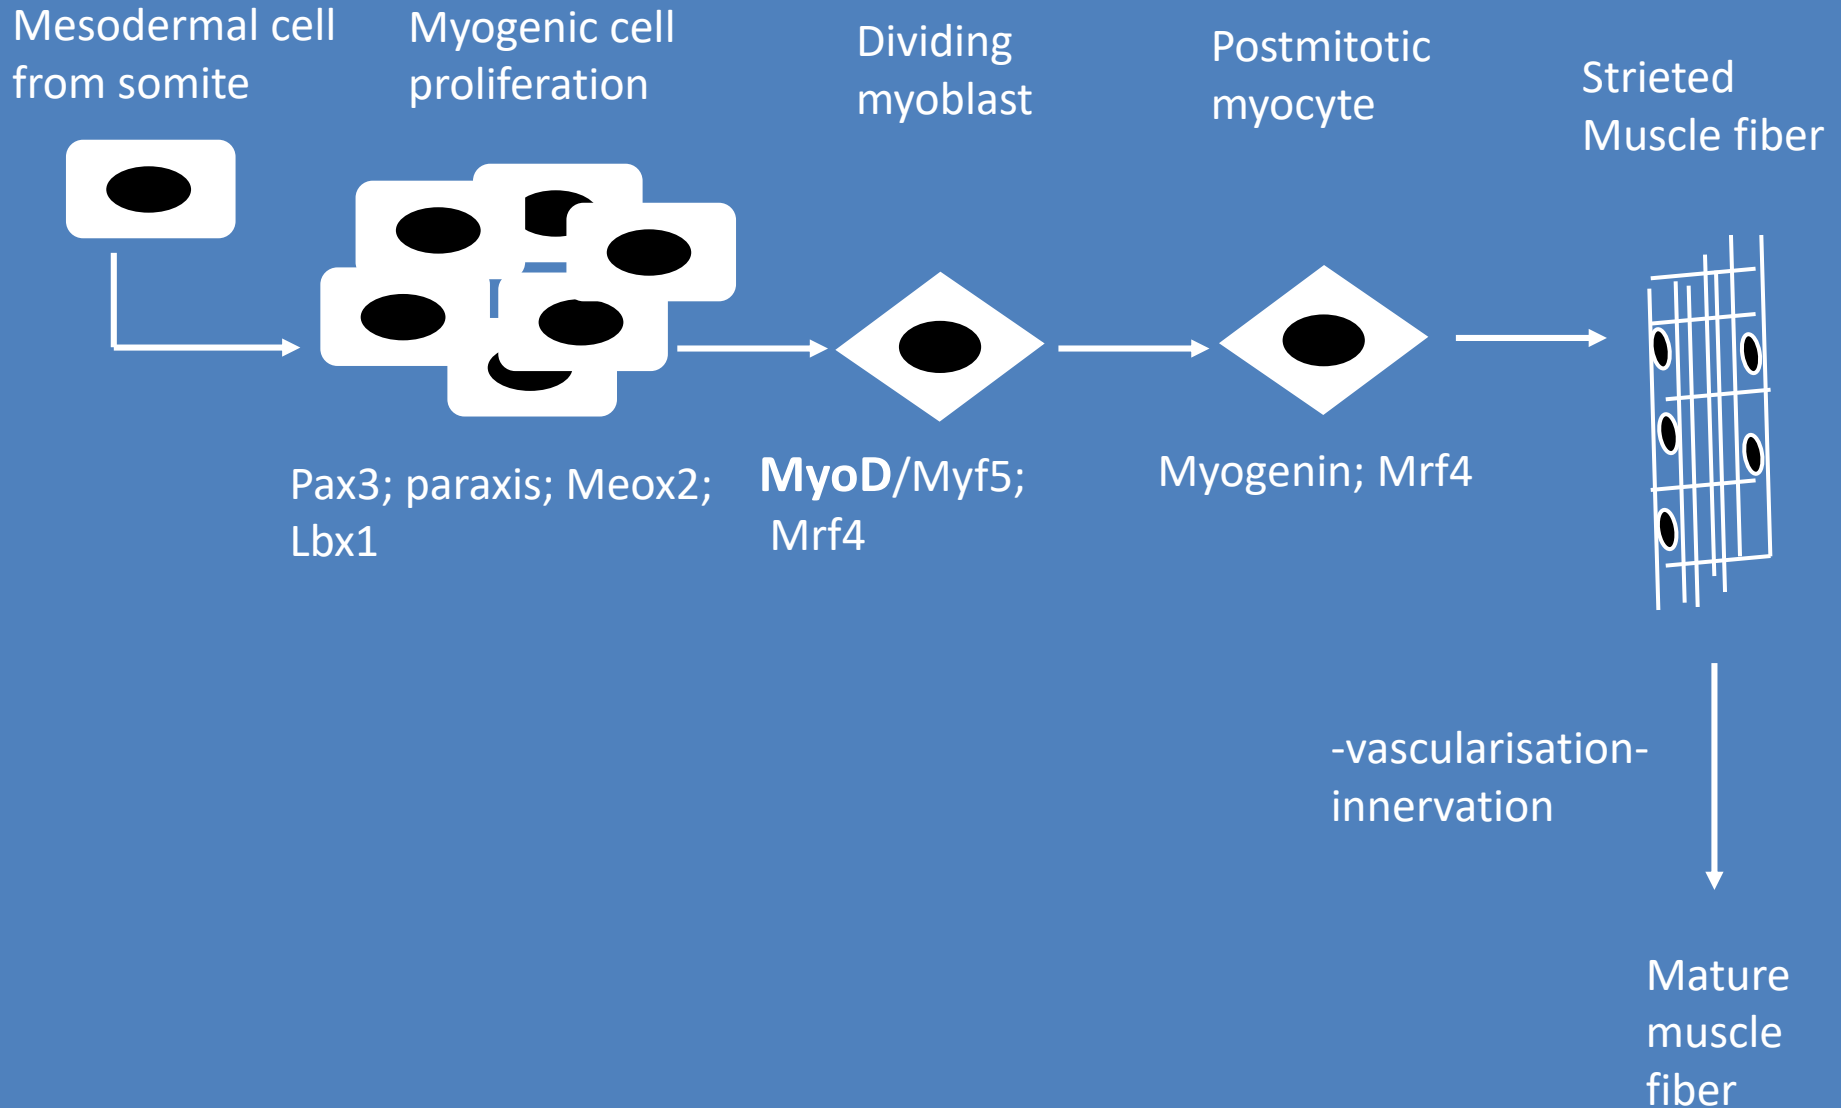 Mesodermal cell
from somite
Myogenic cell
proliferation
Dividing
myoblast
Postmitotic
myocyte
Strieted
Muscle fiber
Pax3; paraxis; Meox2;
Lbx1
MyoD/Myf5;
Mrf4
Myogenin; Mrf4
-vascularisation-
innervation
Mature
muscle
fiber